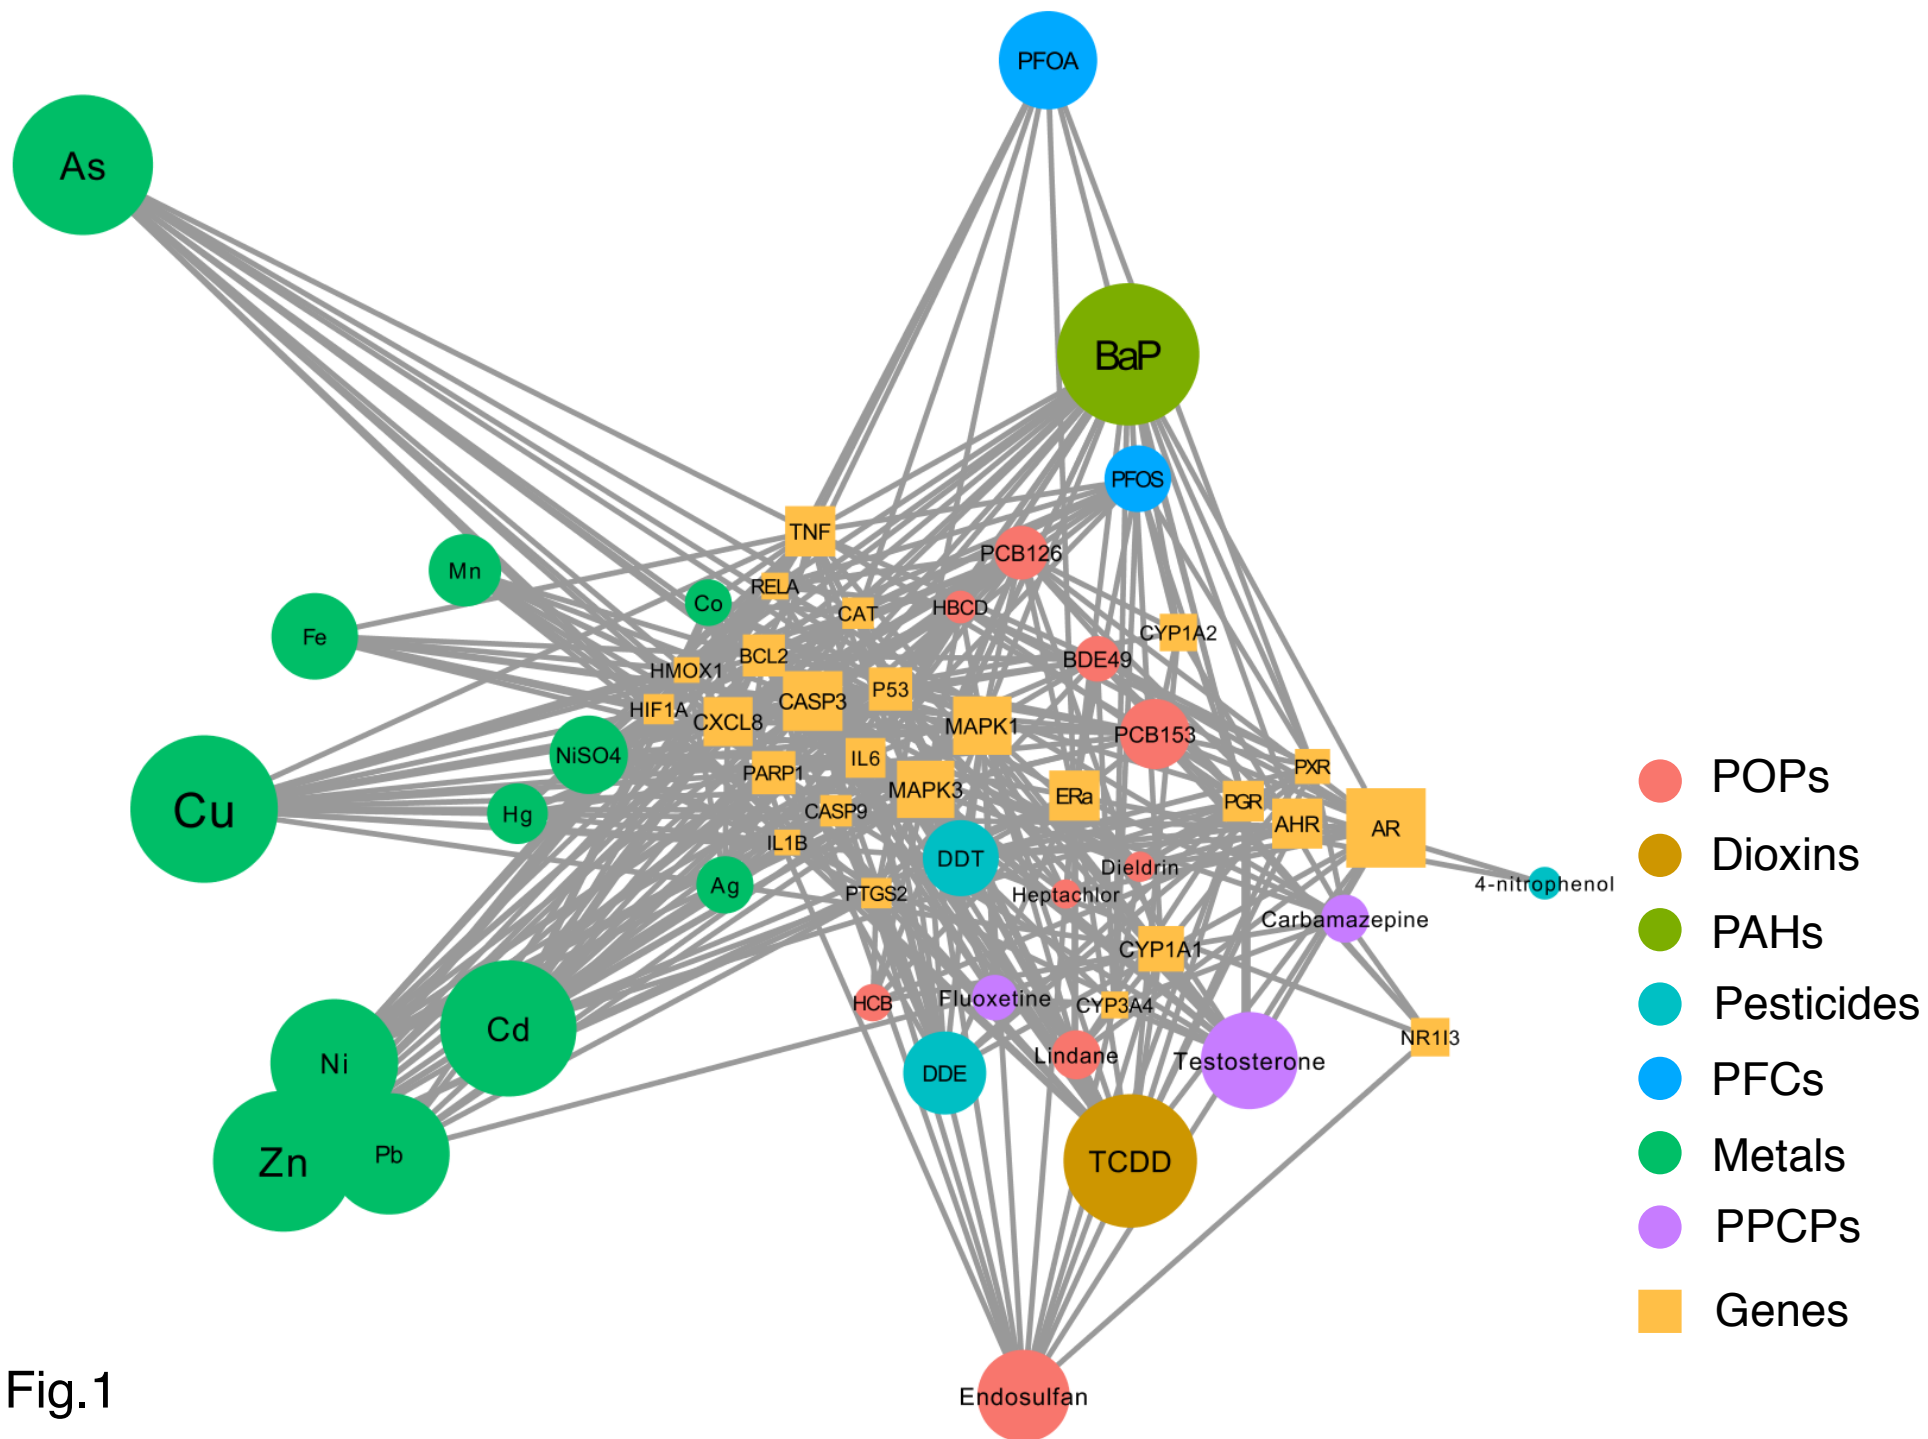 PFOA
As
BaP
PFOS
TNF
PCB126
Mn
RELA
Co
CAT
HBCD
Fe
CYP1A2
BCL2
BDE49
HMOX1
P53
CASP3
HIF1A
CXCL8
MAPK1
PCB153
NiSO4
IL6
PXR
PARP1
MAPK3
ERa
PGR
Cu
Hg
CASP9
AHR
AR
IL1B
DDT
Dieldrin
Ag
PTGS2
Heptachlor
4-nitrophenol
Carbamazepine
CYP1A1
HCB
Fluoxetine
CYP3A4
Cd
NR1I3
Ni
Lindane
Testosterone
DDE
Zn
Pb
TCDD
Endosulfan
POPs
Dioxins
PAHs
Pesticides
PFCs
Metals
PPCPs
Genes
Fig.1